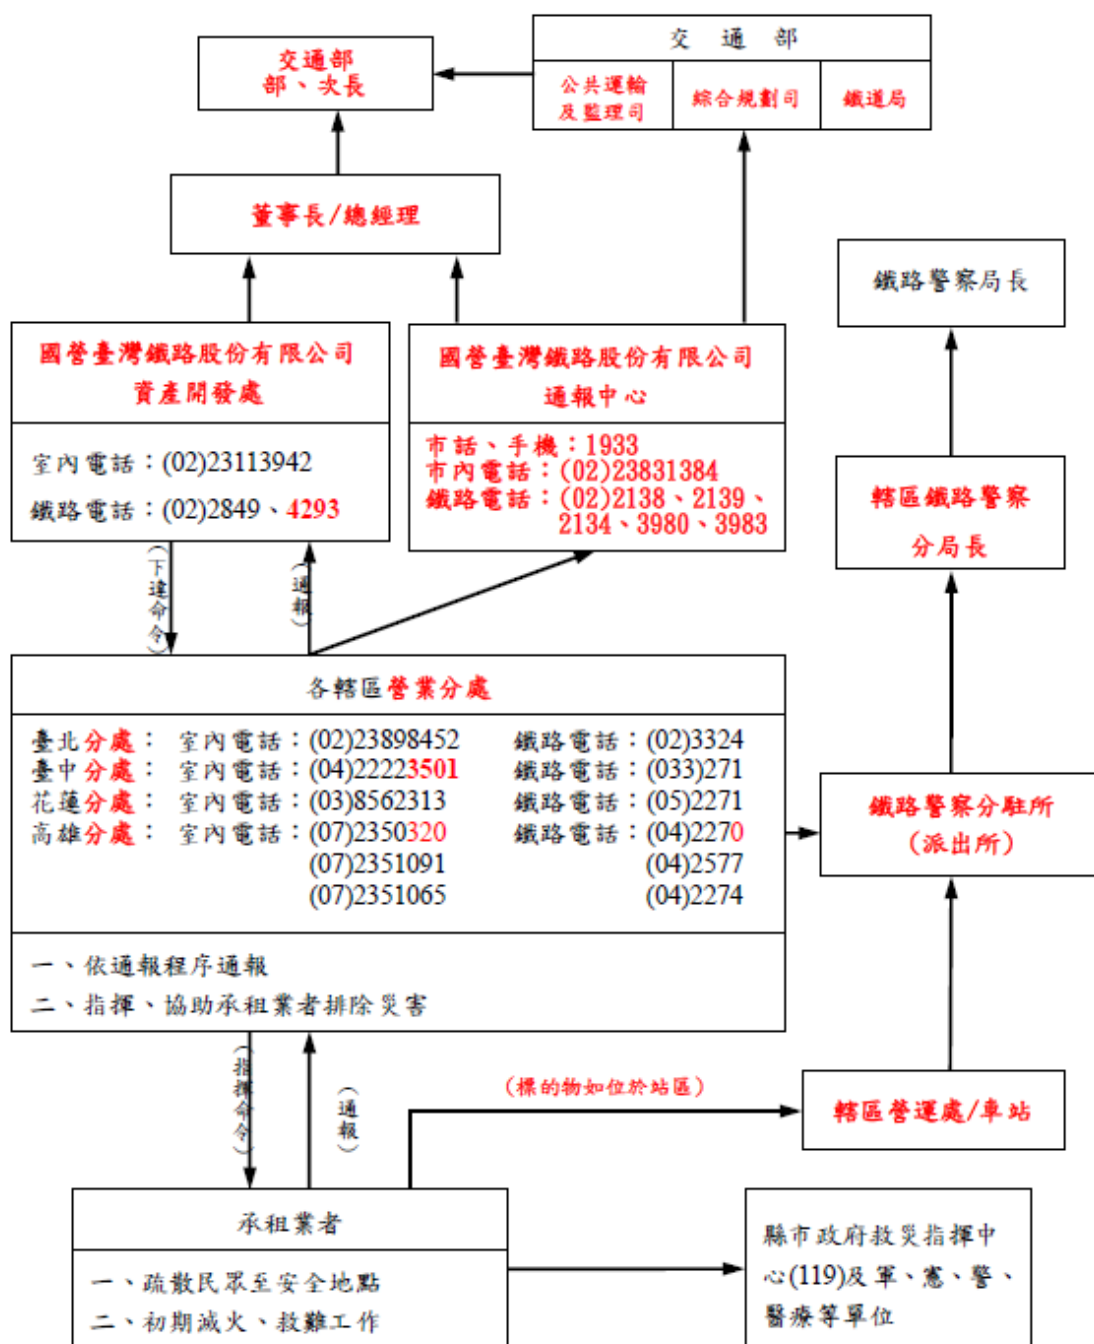 交通部
部、次長
交 通 部
公共運輸
及監理司
綜合規劃司
鐵道局
董事長/總經理
鐵路警察局長
國營臺灣鐵路股份有限公司
資產開發處
室內電話：(02)23113942
鐵路電話：(02)2849、4293
國營臺灣鐵路股份有限公司
通報中心
市話、手機：1933
市內電話：(02)23831384
鐵路電話：(02)2138、2139、
2134、3980、3983
轄區鐵路警察
分局長
(下達命令)
(通報)
各轄區營業分處
臺北分處： 室內電話：(02)23898452 鐵路電話：(02)3324
臺中分處： 室內電話：(04)22223501 鐵路電話：(033)271
花蓮分處： 室內電話：(03)8562313 鐵路電話：(05)2271
高雄分處： 室內電話：(07)2350320 鐵路電話：(04)2270
(07)2351091 (04)2577
(07)2351065 (04)2274
一、依通報程序通報
二、指揮、協助承租業者排除災害
鐵路警察分駐所
(派出所)
(指揮命令)
(通報)
(標的物如位於站區)
轄區營運處/車站
承租業者
一、疏散民眾至安全地點
二、初期滅火、救難工作
縣市政府救災指揮中
心(119)及軍、憲、警、
醫療等單位